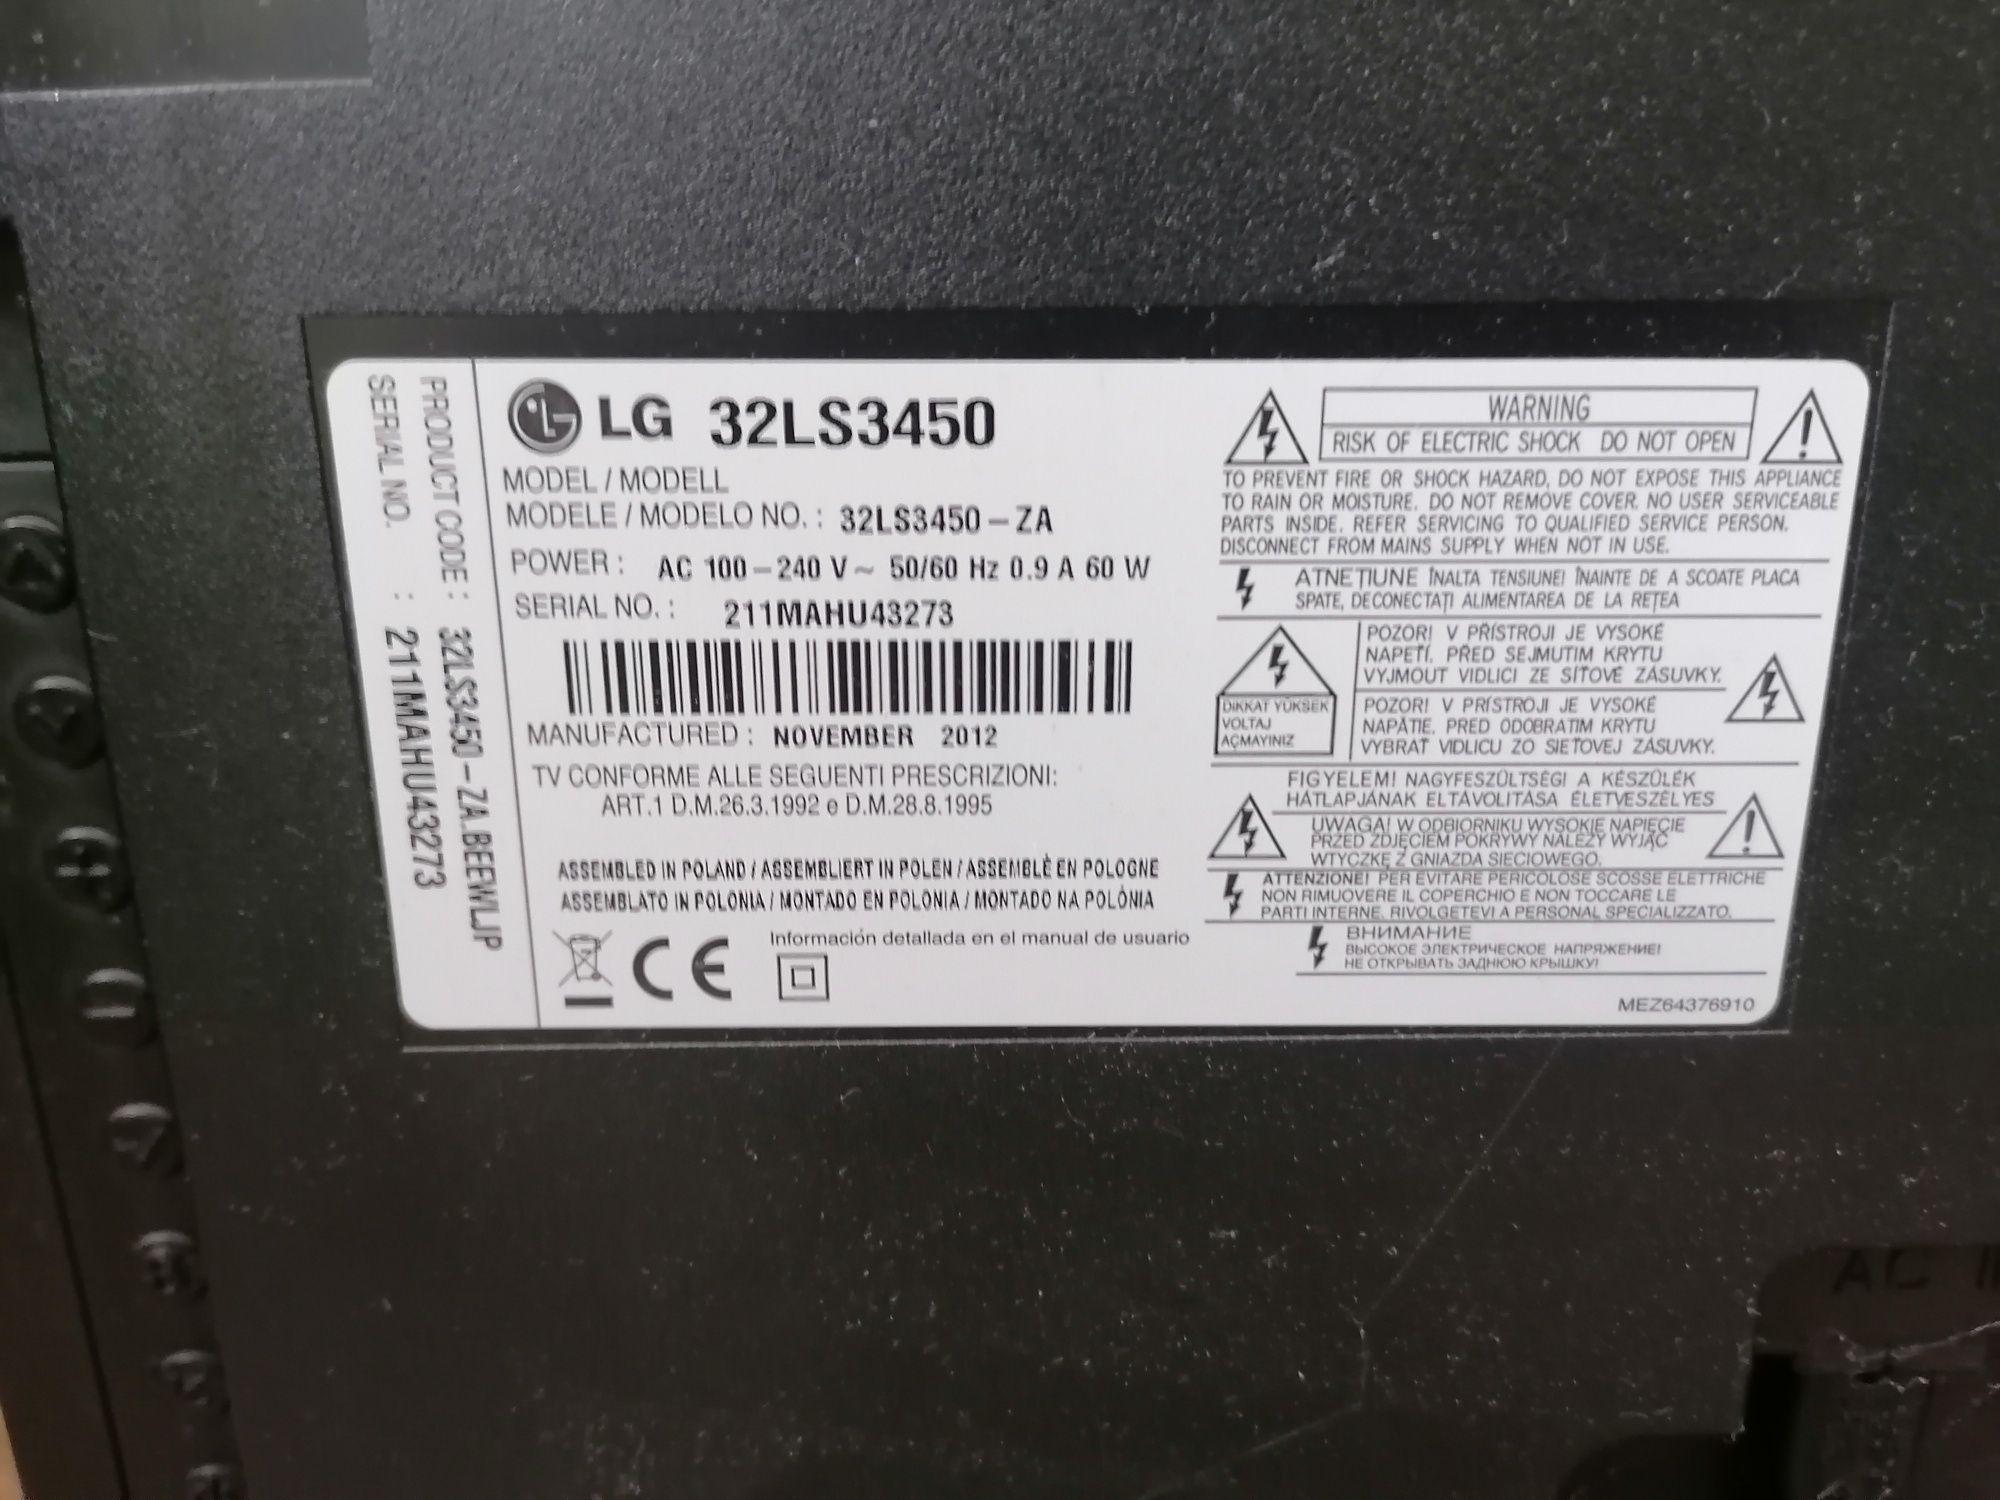 LG 32LS3450
MODEL / MODELL
MODELE / MODELO NO. : 32LS3450 – ZA
POWER : AC 100 – 240 V ~ 50/60 Hz 0.9 A 60 W
SERIAL NO. : 211MAHU43273
MANUFACTURED : NOVEMBER 2012
TV CONFORME ALLE SEGUENTI PRESCRIZIONI:
ART.1 D.M.26.3.1992 e D.M.28.8.1995
ASSEMBLED IN POLAND / ASSEMBLIERT IN POLEN / ASSEMBLÈ EN POLOGNE
ASSEMBLATO IN POLONIA / MONTADO EN POLONIA / MONTADO NA POLÓNIA
Información detallada en el manual de usuario
CE
PRODUCT CODE : 32LS3450 – ZA.BEEWLJP
SERIAL NO. : 211MAHU43273
WARNING
RISK OF ELECTRIC SHOCK DO NOT OPEN
TO PREVENT FIRE OR SHOCK HAZARD, DO NOT EXPOSE THIS APPLIANCE
TO RAIN OR MOISTURE. DO NOT REMOVE COVER. NO USER SERVICEABLE
PARTS INSIDE. REFER SERVICING TO QUALIFIED SERVICE PERSON.
DISCONNECT FROM MAINS SUPPLY WHEN NOT IN USE.
ATNEŢIUNE ÎNALTA TENSIUNE! ÎNAINTE DE A SCOATE PLACA
SPATE, DECONECTAŢI ALIMENTAREA DE LA REŢEA
DIKKAT YÜKSEK
VOLTAJ
AÇMAYINIZ
POZOR! V PŘÍSTROJI JE VYSOKÉ
NAPĚTÍ. PŘED SEJMUTIM KRYTU
VYJMOUT VIDLICI ZE SÍŤOVÉ ZÁSUVKY.
POZOR! V PRÍSTROJI JE VYSOKÉ
NAPÄTIE. PRED ODOBRATIM KRYTU
VYBRAŤ VIDLICU ZO SIEŤOVEJ ZÁSUVKY.
FIGYELEM! NAGYFESZÜLTSÉG! A KÉSZÜLÉK
HÁTLAPJÁNAK ELTÁVOLITÁSA ÉLETVESZÉLYES
UWAGA! W ODBIORNIKU WYSOKIE NAPIĘCIE
PRZED ZDJĘCIEM POKRYWY NALEŻY WYJĄĆ
WTYCZKĘ Z GNIAZDA SIECIOWEGO.
ATTENZIONE! PER EVITARE PERICOLOSE SCOSSE ELETTRICHE
NON RIMUOVERE IL COPERCHIO E NON TOCCARE LE
PARTI INTERNE. RIVOLGETEVI A PERSONAL SPECIALIZZATO.
ВНИМАНИЕ
ВЫСОКОЕ ЭЛЕКТРИЧЕСКОЕ НАПРЯЖЕНИЕ!
НЕ ОТКРЫВАТЬ ЗАДНЮЮ КРЫШКУ!
MEZ64376910
AC